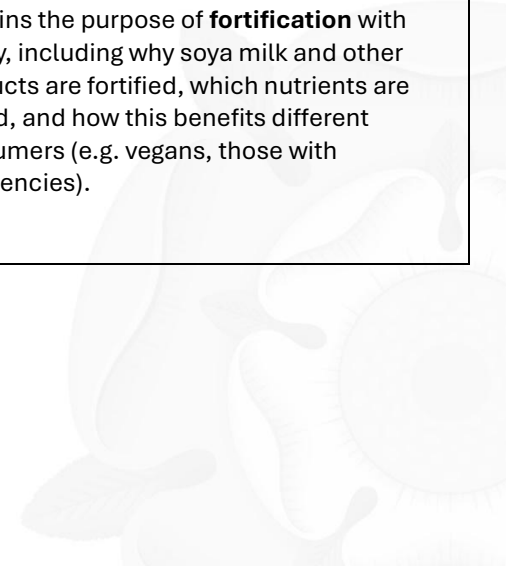 ins the purpose of fortification with
y, including why soya milk and other
ucts are fortified, which nutrients are
d, and how this benefits different
umers (e.g. vegans, those with
encies).